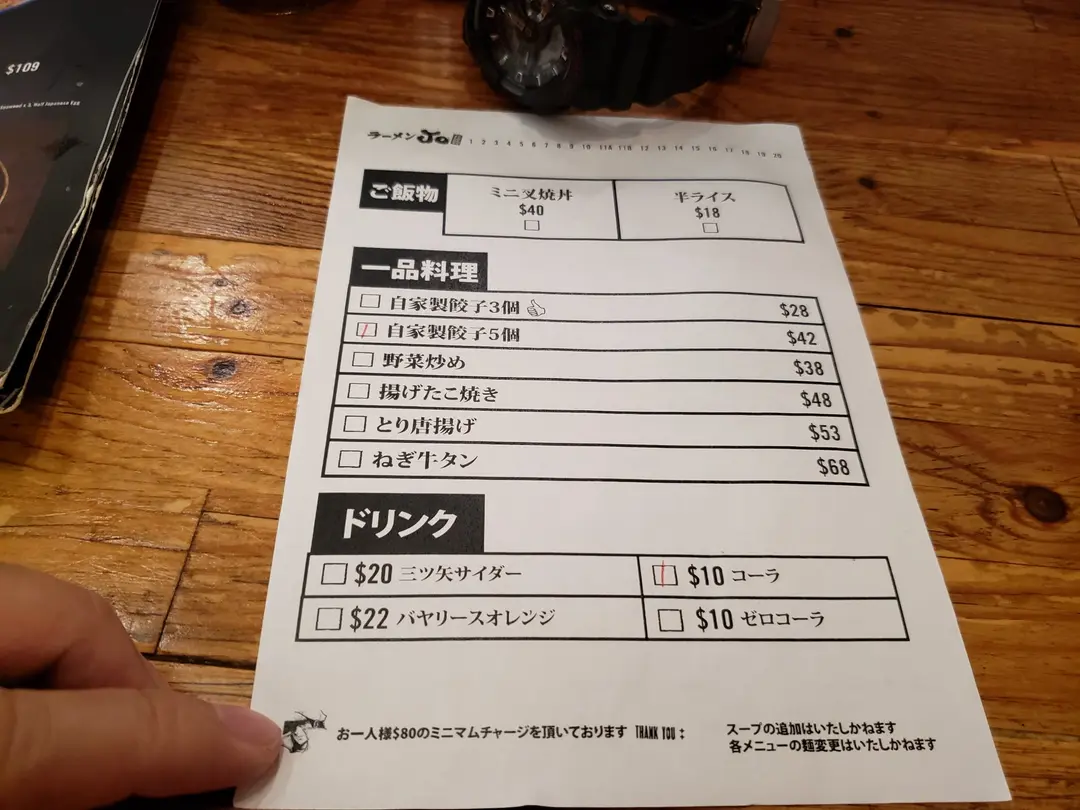 $109
ラーメン Jo 1 2 3 4 5 6 7 8 9 10 11A 11B 12 13 14 15 16 17 18 19 20
ご飯物
ミニ叉焼丼
$40
半ライス
$18
一品料理
自家製餃子3個 $28
自家製餃子5個 $42
野菜炒め $38
揚げたこ焼き $48
とり唐揚げ $53
ねぎ牛タン $68
ドリンク
$20 三ツ矢サイダー
$10 コーラ
$22 バヤリースオレンジ
$10 ゼロコーラ
お一人様$80のミニマムチャージを頂いております THANK YOU :
スープの追加はいたしかねます
各メニューの麺変更はいたしかねます